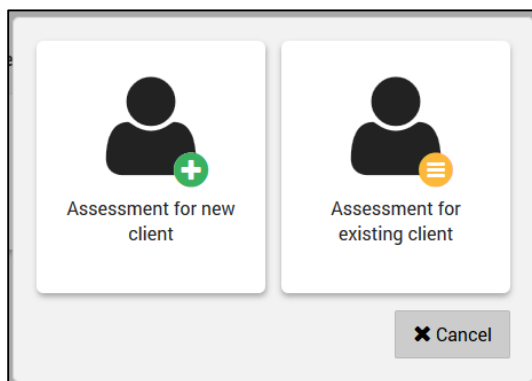 Assessment for new
client
Assessment for
existing client
Cancel